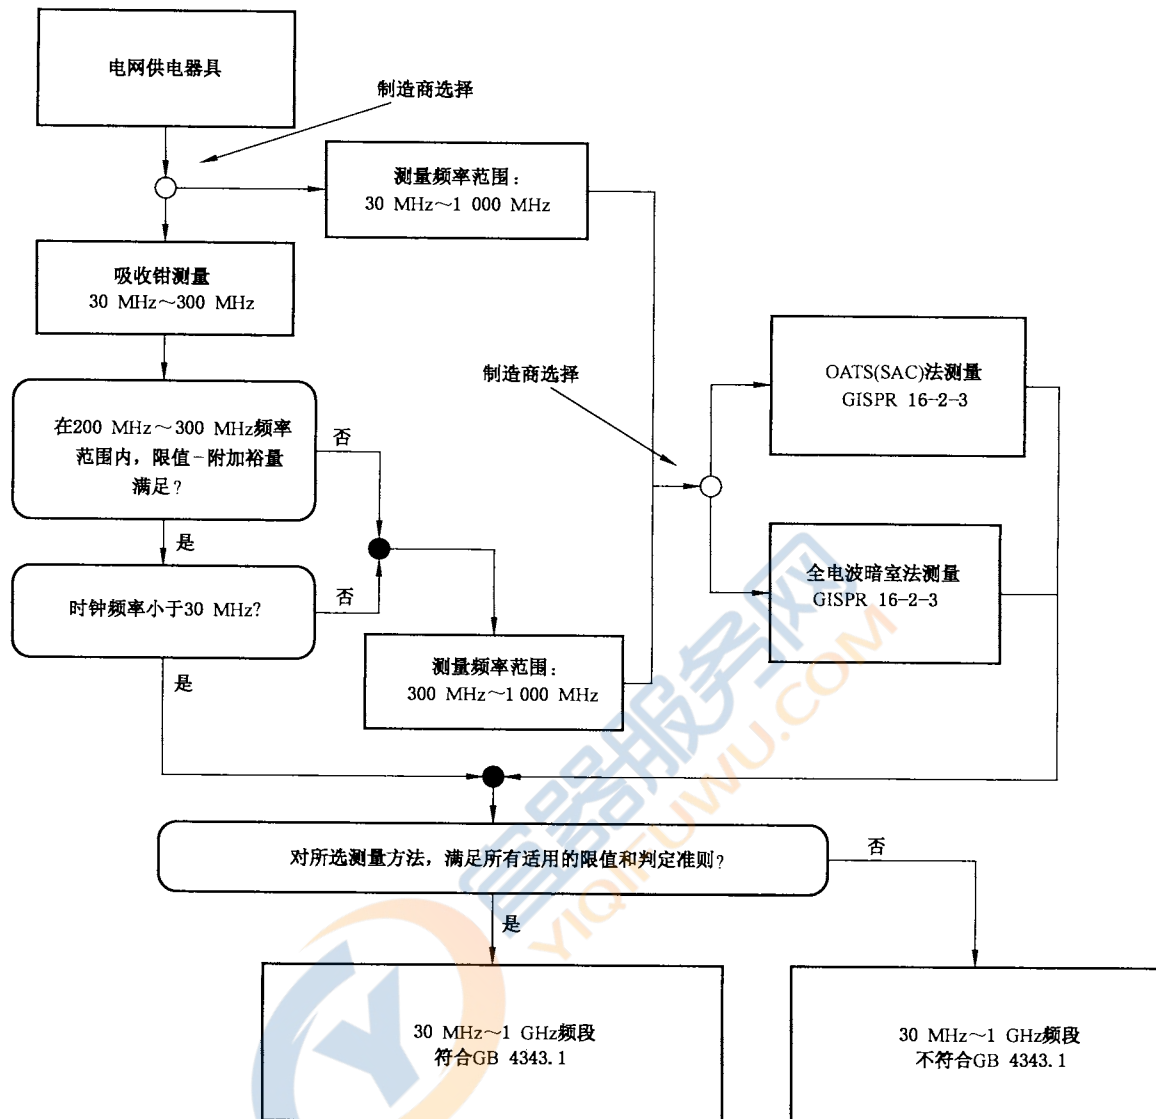 电网供电器具
制造商选择
测量频率范围：
30 MHz～1 000 MHz
吸收钳测量
30 MHz～300 MHz
在200 MHz～300 MHz频率
范围内，限值－附加裕量
满足？
否
是
时钟频率小于30 MHz？
否
是
测量频率范围：
300 MHz～1 000 MHz
制造商选择
OATS(SAC)法测量
GISPR 16-2-3
全电波暗室法测量
GISPR 16-2-3
对所选测量方法，满足所有适用的限值和判定准则？
否
是
30 MHz～1 GHz频段
符合GB 4343.1
30 MHz～1 GHz频段
不符合GB 4343.1
Y
器服务网
YIQIFUWU.COM